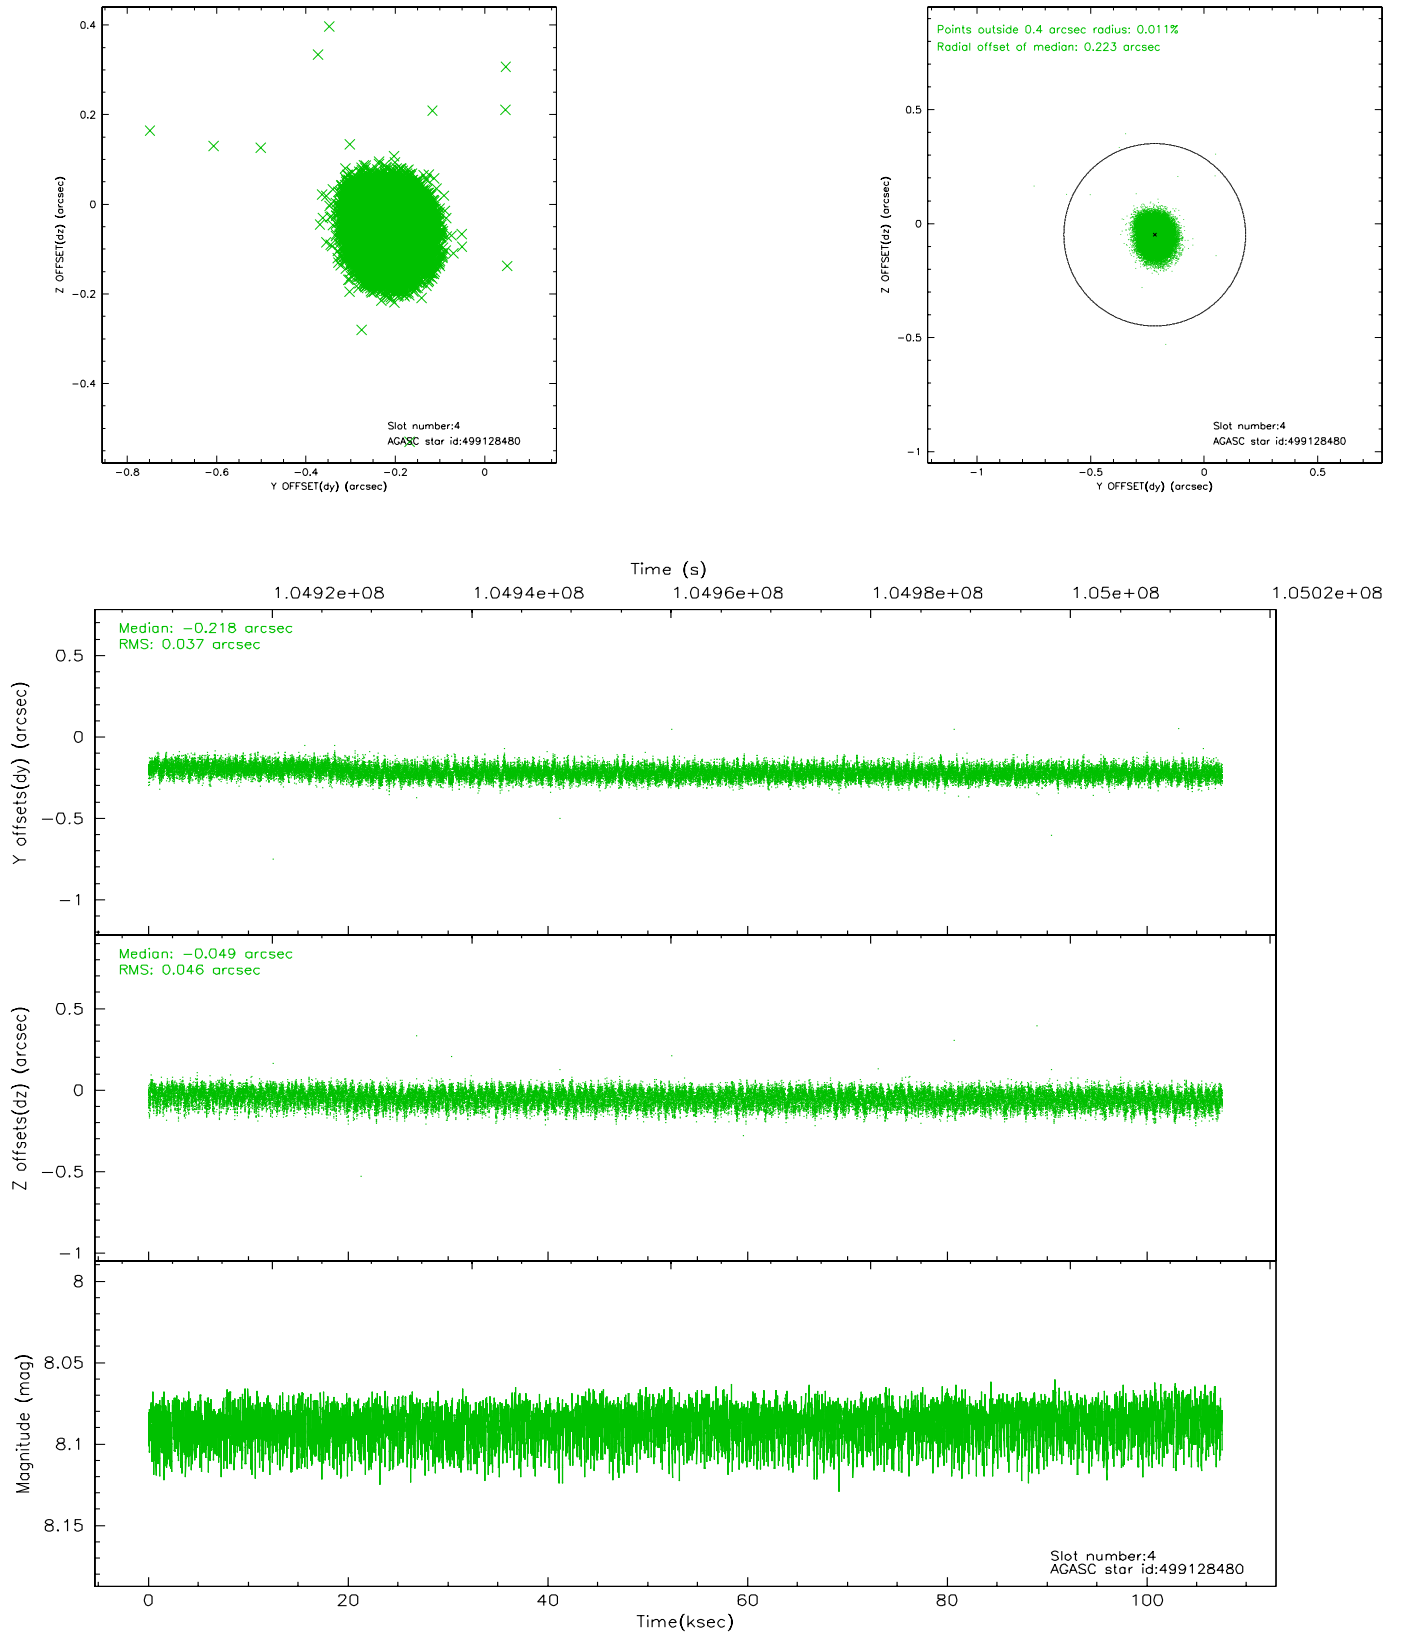 0.4
0.2
0
−0.2
−0.4
Z OFFSET(dz) (arcsec)
−0.8
−0.6
−0.4
−0.2
0
Y OFFSET(dy) (arcsec)
Slot number:4
AGASC star id:499128480
Points outside 0.4 arcsec radius: 0.011%
Radial offset of median: 0.223 arcsec
0.5
0
−0.5
−1
Z OFFSET(dz) (arcsec)
Slot number:4
AGASC star id:499128480
−1
−0.5
0
0.5
Y OFFSET(dy) (arcsec)
Time (s)
1.0492e+08
1.0494e+08
1.0496e+08
1.0498e+08
1.05e+08
1.0502e+08
Median: −0.218 arcsec
RMS: 0.037 arcsec
0.5
0
−0.5
−1
Y offsets(dy) (arcsec)
Median: −0.049 arcsec
RMS: 0.046 arcsec
0.5
0
−0.5
−1
Z offsets(dz) (arcsec)
8
8.05
8.1
8.15
Magnitude (mag)
Slot number:4
AGASC star id:499128480
0
20
40
60
80
100
Time(ksec)